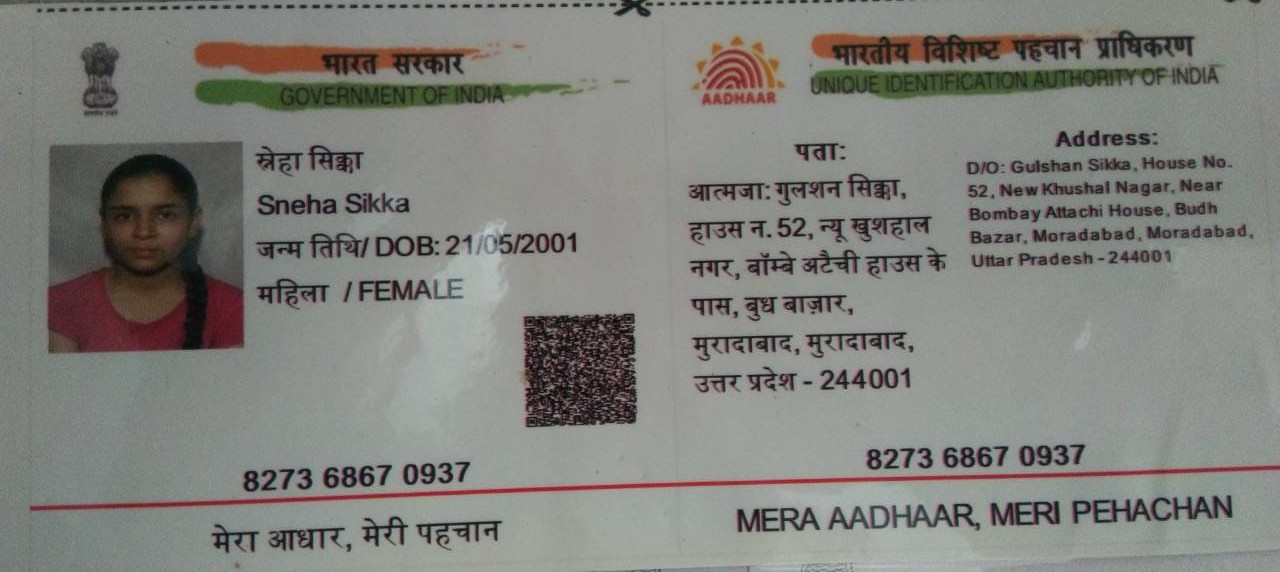 भारत सरकार
GOVERNMENT OF INDIA
स्नेहा सिक्का
Sneha Sikka
जन्म तिथि/ DOB: 21/05/2001
महिला / FEMALE
8273 6867 0937
मेरा आधार, मेरी पहचान
AADHAAR
भारतीय विशिष्ट पहचान प्राधिकरण
UNIQUE IDENTIFICATION AUTHORITY OF INDIA
पता:
आत्मजा: गुलशन सिक्का,
हाउस न. 52, न्यू खुशहाल
नगर, बॉम्बे अटैची हाउस के
पास, बुध बाज़ार,
मुरादाबाद, मुरादाबाद,
उत्तर प्रदेश - 244001
Address:
D/O: Gulshan Sikka, House No.
52, New Khushal Nagar, Near
Bombay Attachi House, Budh
Bazar, Moradabad, Moradabad,
Uttar Pradesh - 244001
8273 6867 0937
MERA AADHAAR, MERI PEHACHAN